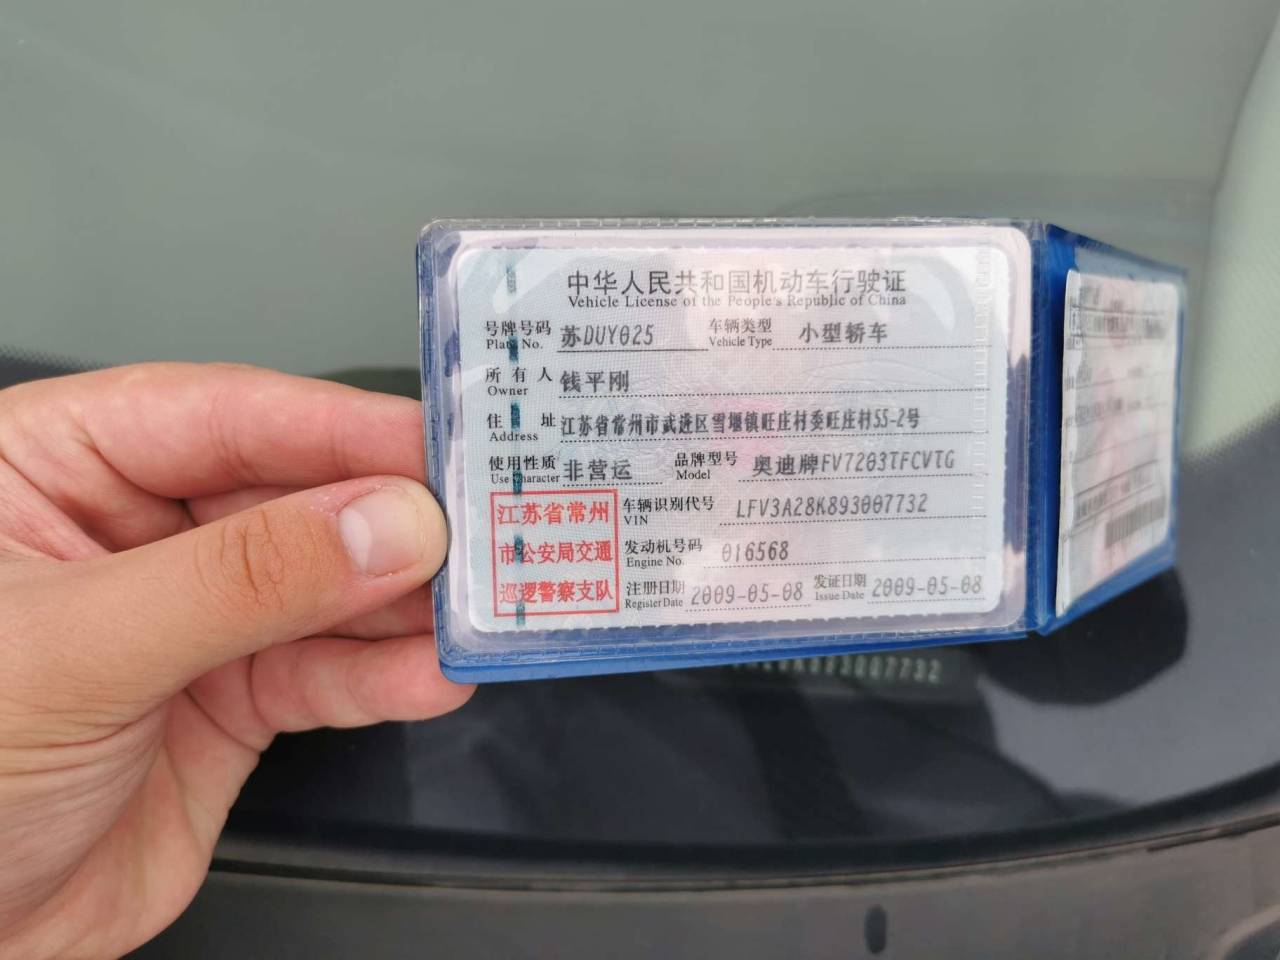 中华人民共和国机动车行驶证
Vehicle License of the People's Republic of China
号牌号码 苏DUY025 车辆类型 小型轿车
Plate No. Vehicle Type
所有人 钱平刚
Owner
住址 江苏省常州市武进区雪堰镇旺庄村委旺庄村55-2号
Address
使用性质 非营运 品牌型号 奥迪牌FV7203TFCVTG
Use Character Model
江苏省常州
市公安局交通
巡逻警察支队
车辆识别代号 LFV3A28K893007732
VIN
发动机号码 016568
Engine No.
注册日期 2009-05-08 发证日期 2009-05-08
Register Date Issue Date
93007732